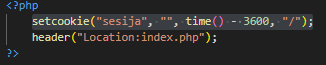 <?php
setcookie("sesija", "", time() - 3600, "/");
header("Location:index.php");
?>